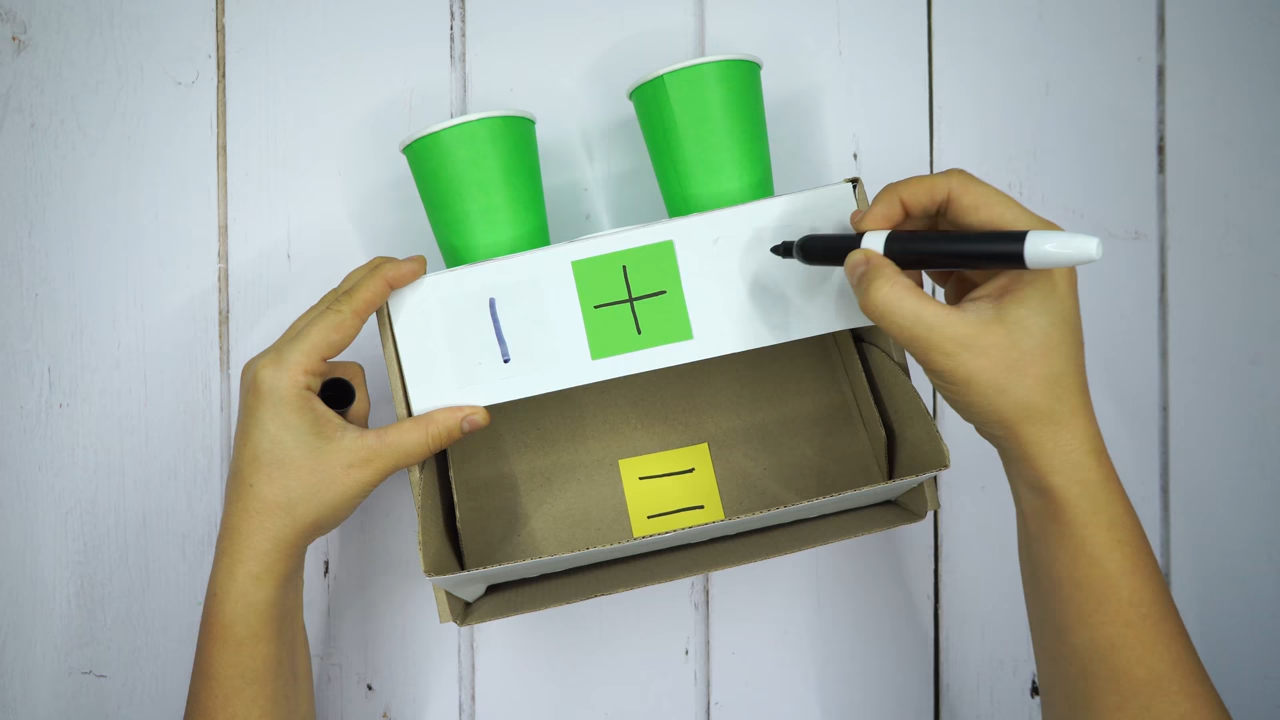 1 +
=